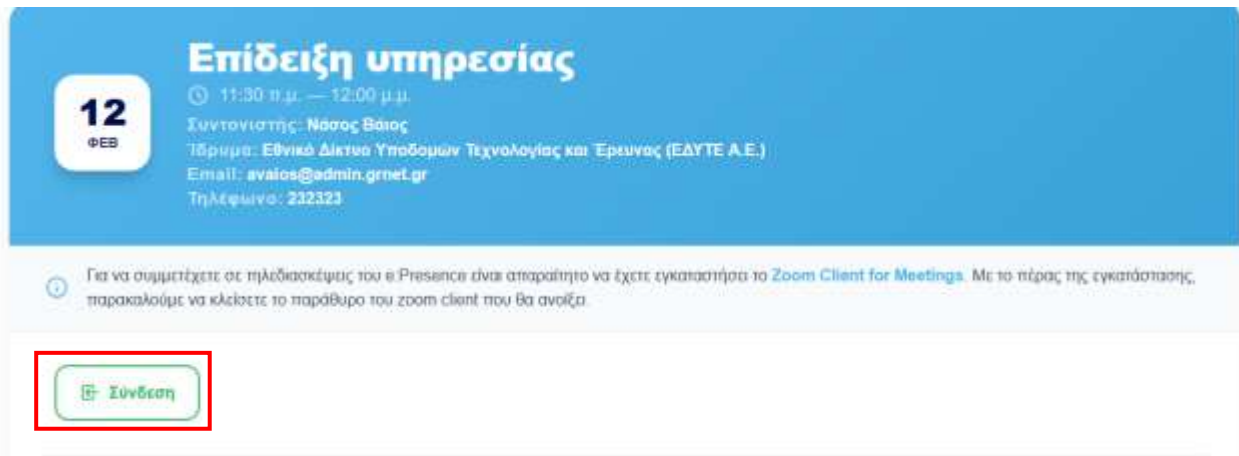 Επίδειξη υπηρεσίας
12
ΦΕΒ
11:30 π.μ. — 12:00 μ.μ.
Συντονιστής: Νάσος Βάιος
Ίδρυμα: Εθνικό Δίκτυο Υποδομών Τεχνολογίας και Έρευνας (ΕΔΥΤΕ Α.Ε.)
Email: avaios@admin.grnet.gr
Τηλέφωνο: 232323
Για να συμμετέχετε σε τηλεδιασκέψεις του e:Presence είναι απαραίτητο να έχετε εγκαταστήσει το Zoom Client for Meetings. Με το πέρας της εγκατάστασης,
παρακαλούμε να κλείσετε το παράθυρο του zoom client που θα ανοίξει.
Σύνδεση